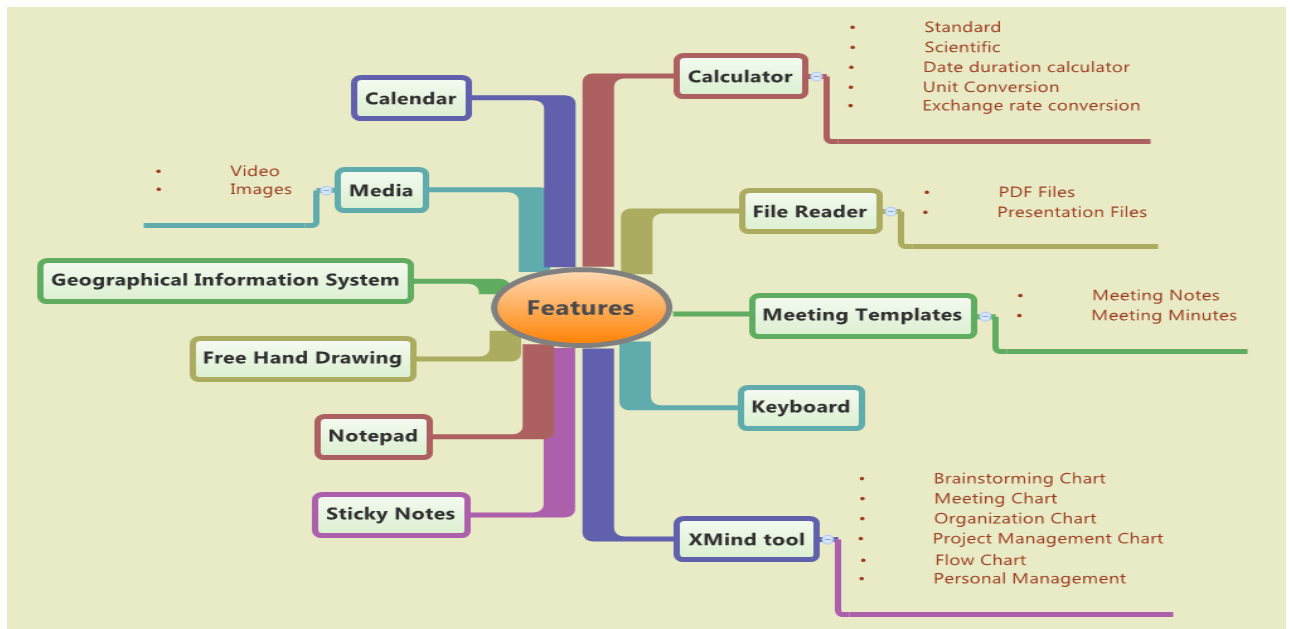 Features
Calculator
• Standard
• Scientific
• Date duration calculator
• Unit Conversion
• Exchange rate conversion
File Reader
• PDF Files
• Presentation Files
Meeting Templates
• Meeting Notes
• Meeting Minutes
Keyboard
XMind tool
• Brainstorming Chart
• Meeting Chart
• Organization Chart
• Project Management Chart
• Flow Chart
• Personal Management
Calendar
Media
• Video
• Images
Geographical Information System
Free Hand Drawing
Notepad
Sticky Notes